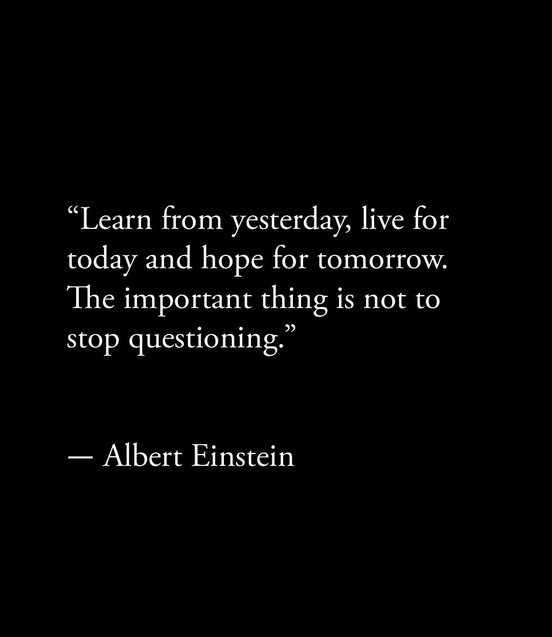 “Learn from yesterday, live for
today and hope for tomorrow.
The important thing is not to
stop questioning.”
— Albert Einstein